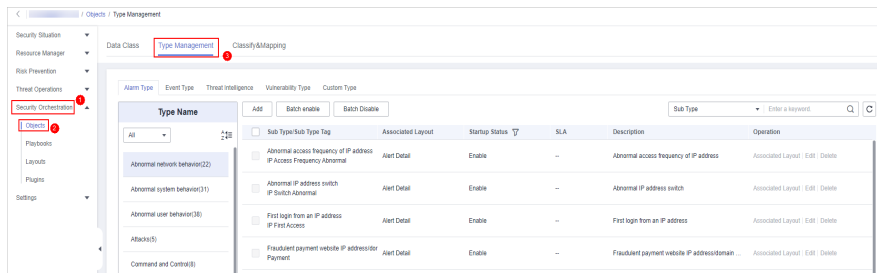 / Objects / Type Management
Security Situation
Resource Manager
Risk Prevention
Threat Operations
Security Orchestration
1
Objects
2
Playbooks
Layouts
Plugins
Settings
Data Class Type Management Classify&Mapping
3
Alarm Type Event Type Threat Intelligence Vulnerability Type Custom Type
Type Name
All
Abnormal network behavior(22)
Abnormal system behavior(31)
Abnormal user behavior(38)
Attacks(5)
Command and Control(8)
Add Batch enable Batch Disable Sub Type Enter a keyword
Sub Type/Sub Type Tag Associated Layout Startup Status SLA Description Operation
Abnormal access frequency of IP address
IP Access Frequency Abnormal
Alert Detail Enable -- Abnormal access frequency of IP address Associated Layout Edit Delete
Abnormal IP address switch
IP Switch Abnormal
Alert Detail Enable -- Abnormal IP address switch Associated Layout Edit Delete
First login from an IP address
IP First Access
Alert Detail Enable -- First login from an IP address Associated Layout Edit Delete
Fraudulent payment website IP address/dor
Payment
Alert Detail Enable -- Fraudulent payment website IP address/domain ... Associated Layout Edit Delete